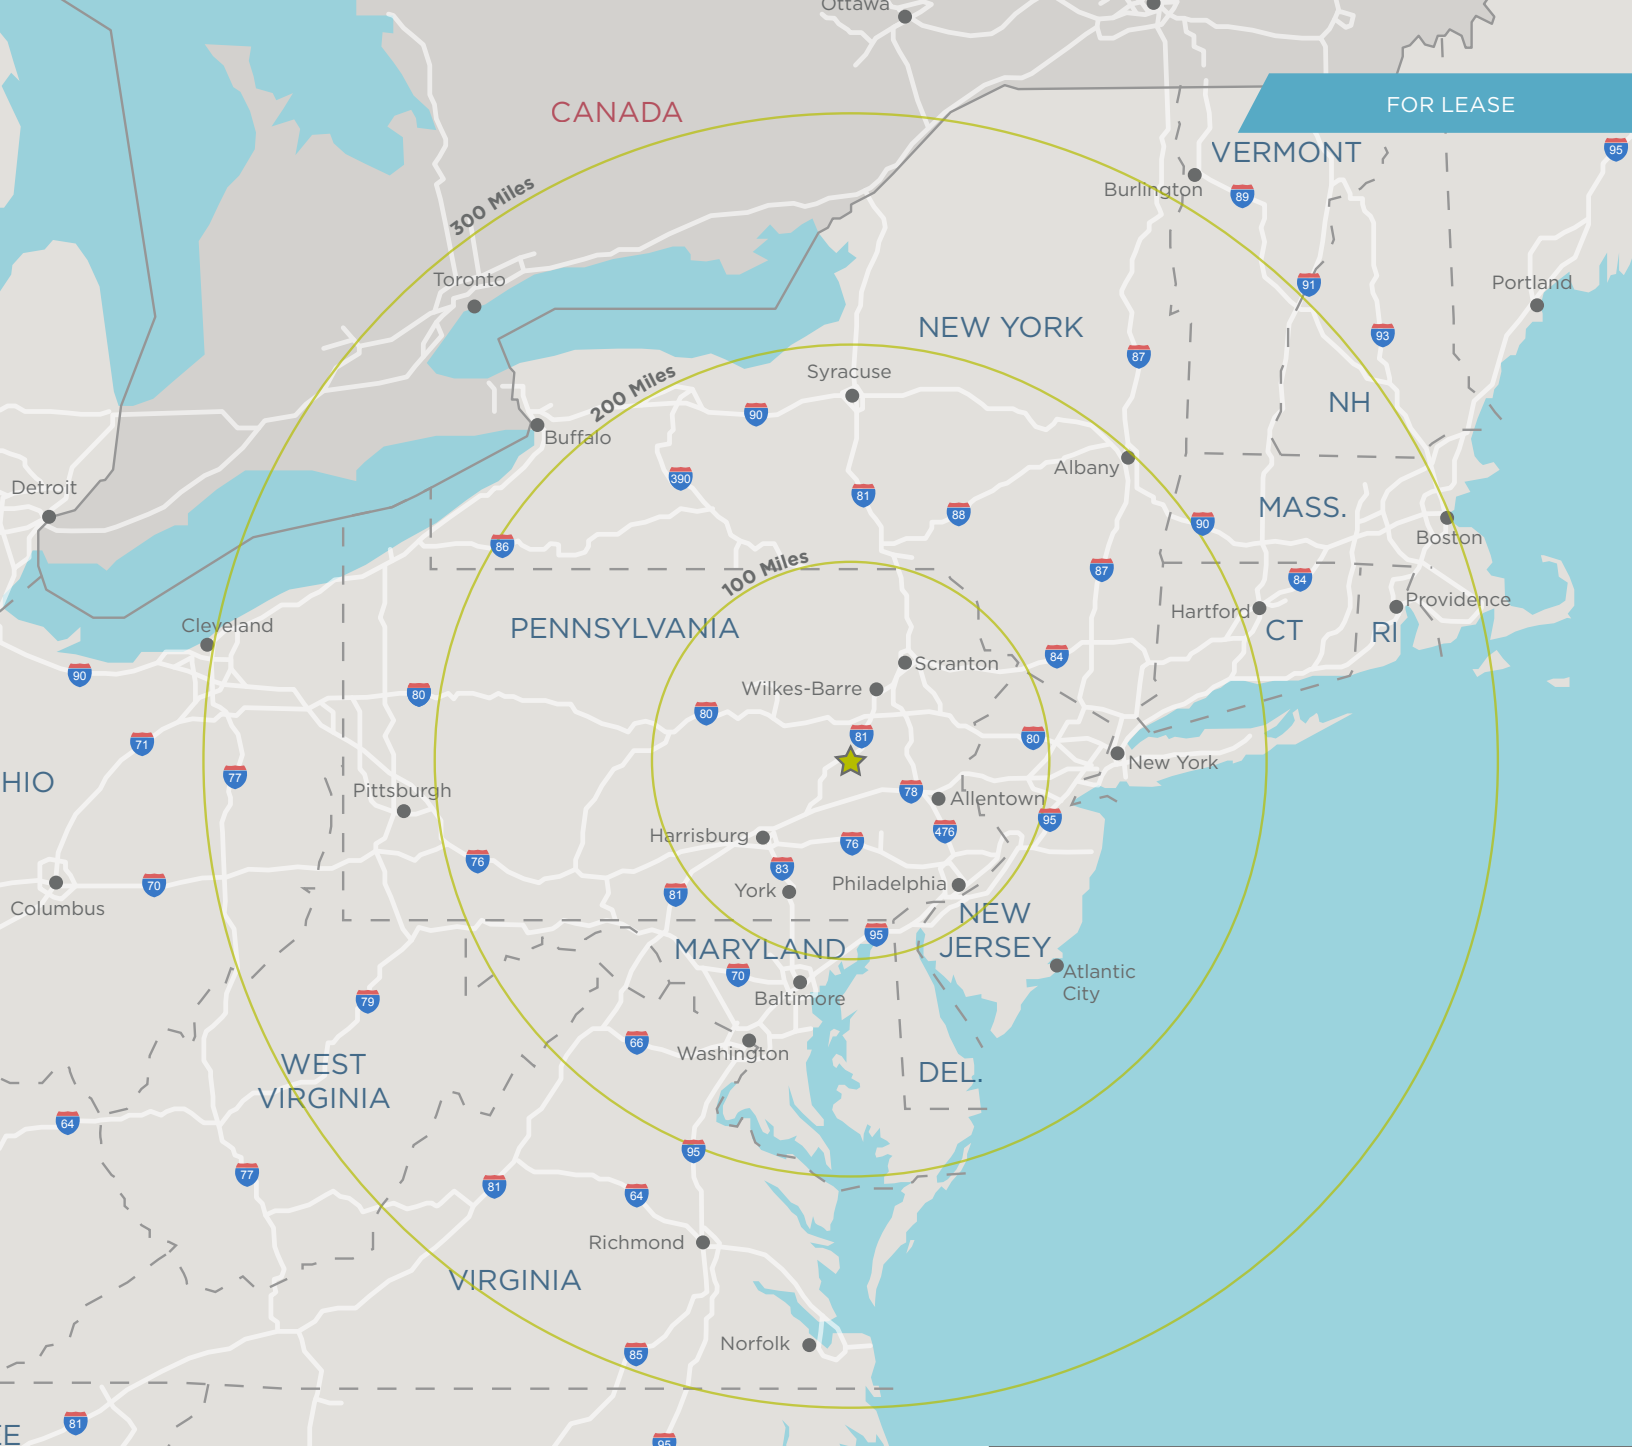 Ottawa
CANADA
FOR LEASE
VERMONT
95
Burlington
89
300 Miles
Toronto
91
Portland
NEW YORK
93
87
Syracuse
200 Miles
90
NH
Buffalo
Albany
390
81
88
Detroit
MASS.
90
Boston
86
100 Miles
87
84
Hartford
Providence
PENNSYLVANIA
Cleveland
CT
RI
84
Scranton
90
80
Wilkes-Barre
80
81
80
71
77
New York
HIO
Pittsburgh
78
Allentown
95
Harrisburg
476
76
76
83
70
81
York
Philadelphia
Columbus
NEW
JERSEY
95
MARYLAND
70
Atlantic
City
79
Baltimore
66
Washington
WEST
VIRGINIA
DEL.
64
95
77
81
64
Richmond
VIRGINIA
Norfolk
85
81
EE
95